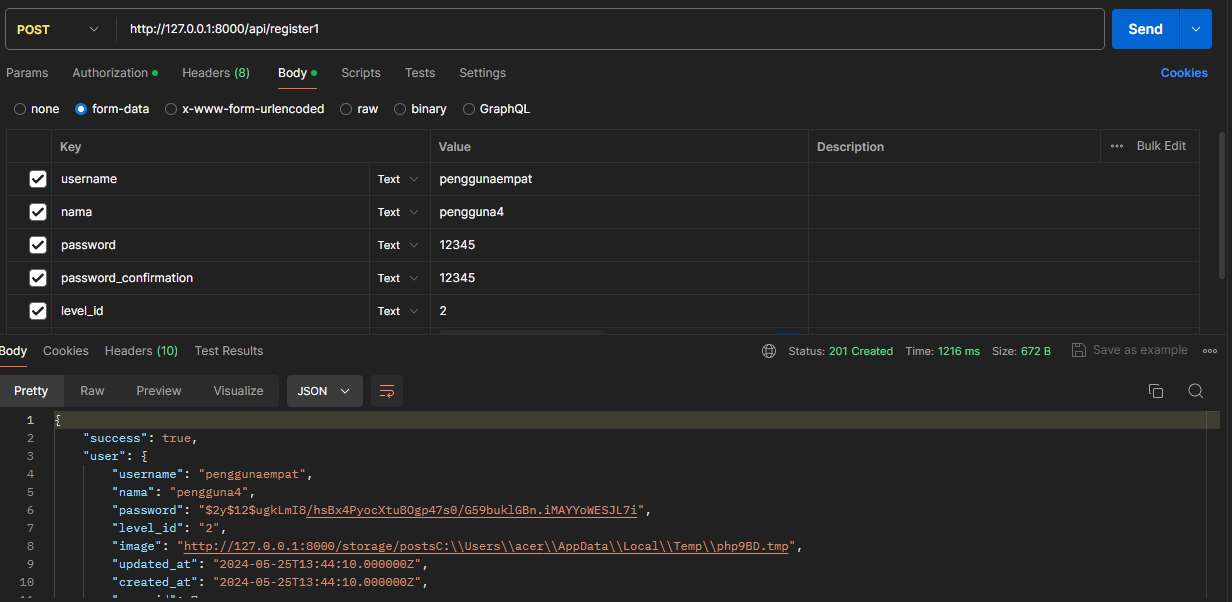 POST http://127.0.0.1:8000/api/register1 Send
Params Authorization Headers (8) Body Scripts Tests Settings Cookies
none form-data x-www-form-urlencoded raw binary GraphQL
Key Value Description Bulk Edit
username Text penggunaempat
nama Text pengguna4
password Text 12345
password_confirmation Text 12345
level_id Text 2
Body Cookies Headers (10) Test Results Status: 201 Created Time: 1216 ms Size: 672 B Save as example
Pretty Raw Preview Visualize JSON
1 {
2 "success": true,
3 "user": {
4 "username": "penggunaempat",
5 "nama": "pengguna4",
6 "password": "$2y$12$ugkLmI8/hsBx4PyocXtu8Ogp47s0/G59buklGBn.iMAYYoWESJL7i",
7 "level_id": "2",
8 "image": "http://127.0.0.1:8000/storage/postsC:\\Users\\acer\\AppData\\Local\\Temp\\php9BD.tmp",
9 "updated_at": "2024-05-25T13:44:10.000000Z",
10 "created_at": "2024-05-25T13:44:10.000000Z",